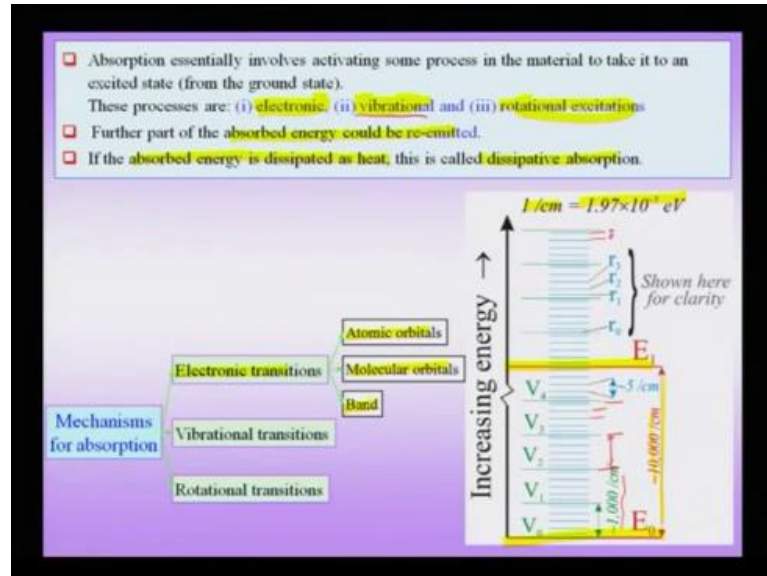 Absorption essentially involves activating some process in the material to take it to an
excited state (from the ground state).
These processes are: (i) electronic, (ii) vibrational and (iii) rotational excitations
Further part of the absorbed energy could be re-emitted.
If the absorbed energy is dissipated as heat, this is called dissipative absorption.
Mechanisms
for absorption
Electronic transitions
Vibrational transitions
Rotational transitions
Atomic orbitals
Molecular orbitals
Band
1 /cm = 1.97×10 eV
Increasing energy →
r₃
r₂
r₁
r₀
Shown here
for clarity
E₁
V₄
~5 /cm
V₃
V₂
V₁
~1,000 /cm
V₀
E₀
~10,000 /cm